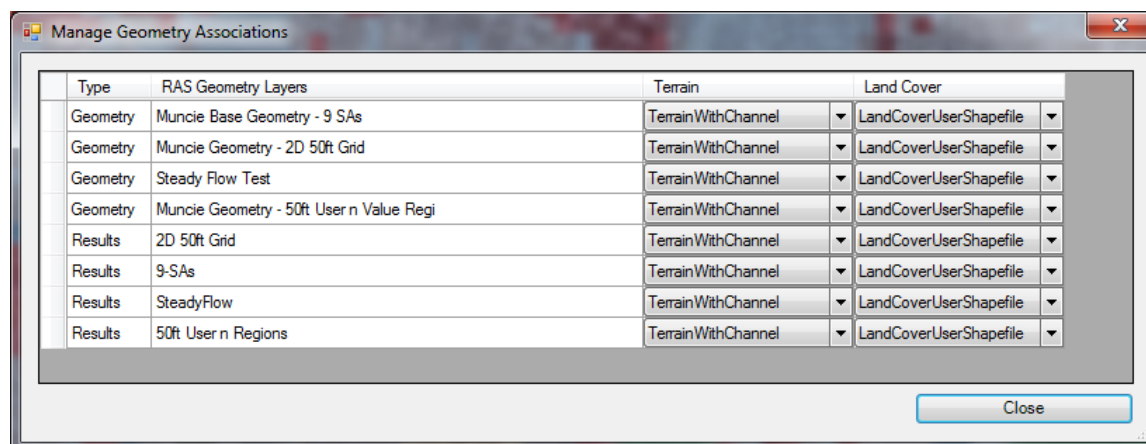 Manage Geometry Associations
Type RAS Geometry Layers Terrain Land Cover
Geometry Muncie Base Geometry - 9 SAs TerrainWithChannel LandCoverUserShapefile
Geometry Muncie Geometry - 2D 50ft Grid TerrainWithChannel LandCoverUserShapefile
Geometry Steady Flow Test TerrainWithChannel LandCoverUserShapefile
Geometry Muncie Geometry - 50ft User n Value Regi TerrainWithChannel LandCoverUserShapefile
Results 2D 50ft Grid TerrainWithChannel LandCoverUserShapefile
Results 9-SAs TerrainWithChannel LandCoverUserShapefile
Results SteadyFlow TerrainWithChannel LandCoverUserShapefile
Results 50ft User n Regions TerrainWithChannel LandCoverUserShapefile
Close